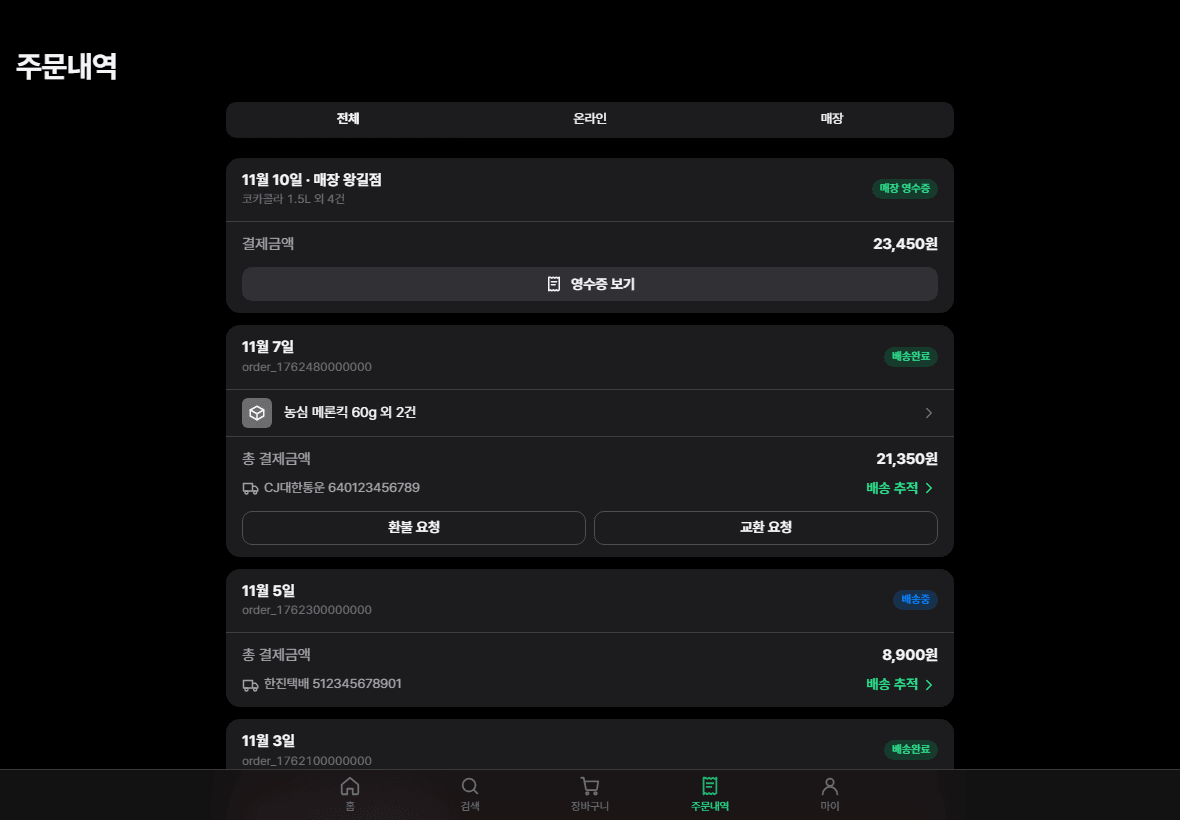 주문내역
전체 온라인 매장
11월 10일 · 매장 왕길점
코카콜라 1.5L 외 4건
매장 영수증
결제금액 23,450원
영수증 보기
11월 7일
order_1762480000000
배송완료
농심 메론킥 60g 외 2건
총 결제금액 21,350원
CJ대한통운 640123456789 배송 추적
환불 요청 교환 요청
11월 5일
order_1762300000000
배송중
총 결제금액 8,900원
한진택배 512345678901 배송 추적
11월 3일
order_1762100000000
배송완료
홈 검색 장바구니 주문내역 마이